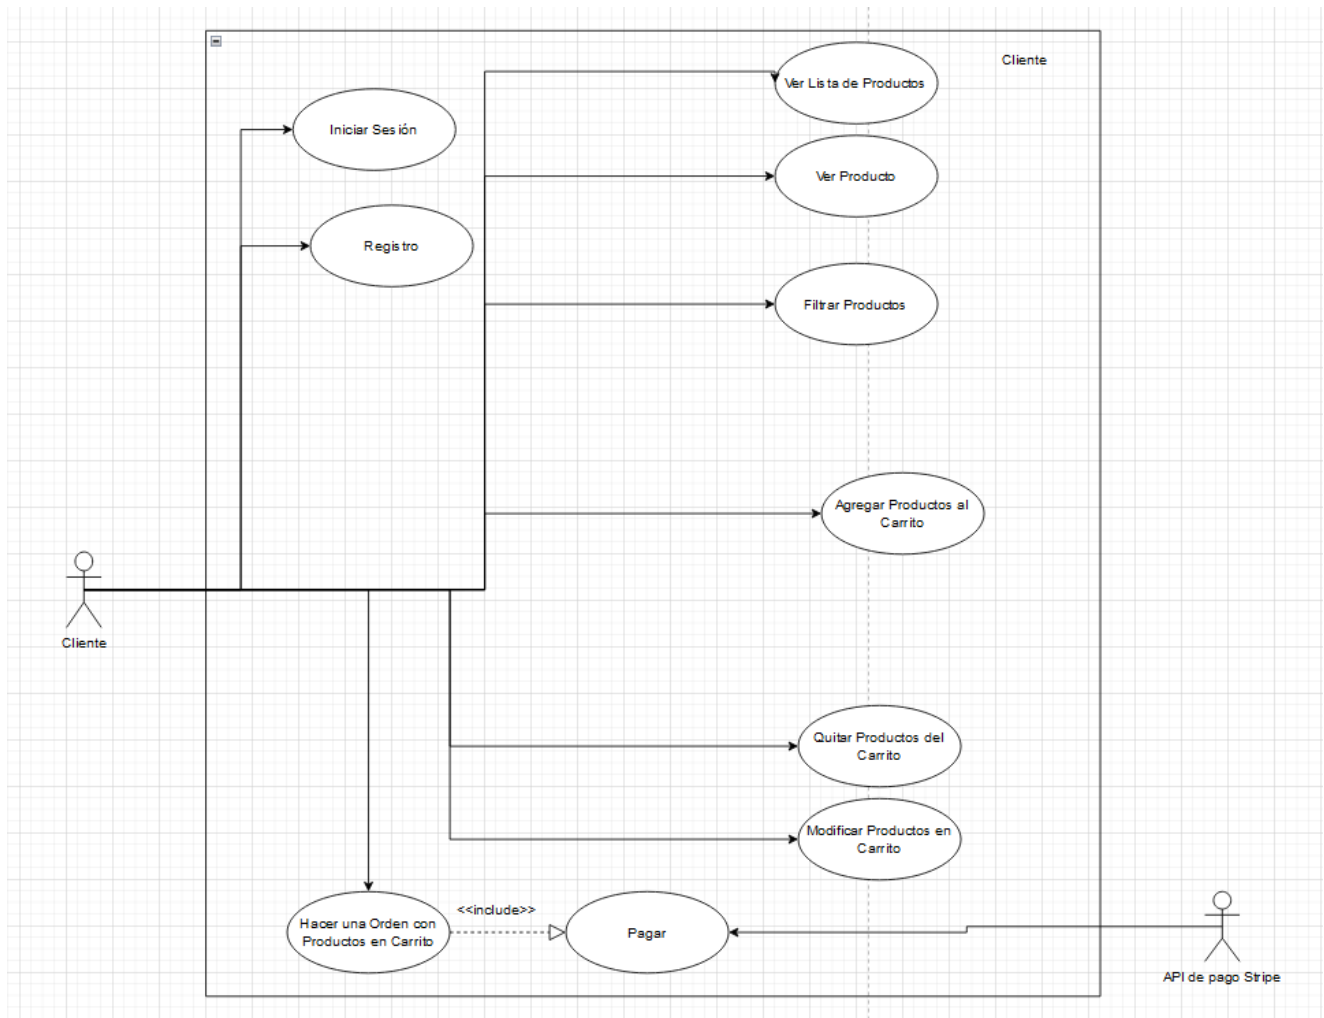 Cliente
Ver Lista de Productos
Iniciar Sesión
Ver Producto
Registro
Filtrar Productos
Agregar Productos al
Carrito
Cliente
Quitar Productos del
Carrito
Modificar Productos en
Carrito
<<include>>
Hacer una Orden con
Productos en Carrito
Pagar
API de pago Stripe